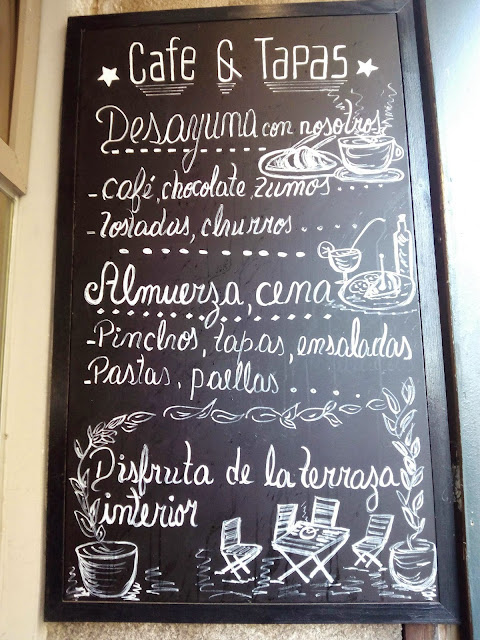 Cafe & Tapas
Desayuna con nosotros
- Café, chocolate, zumos....
- Tostadas, churros....
Almuerza, cena
- Pinchos, tapas, ensaladas
- Pastas, paellas....
Disfruta de la terraza
interior